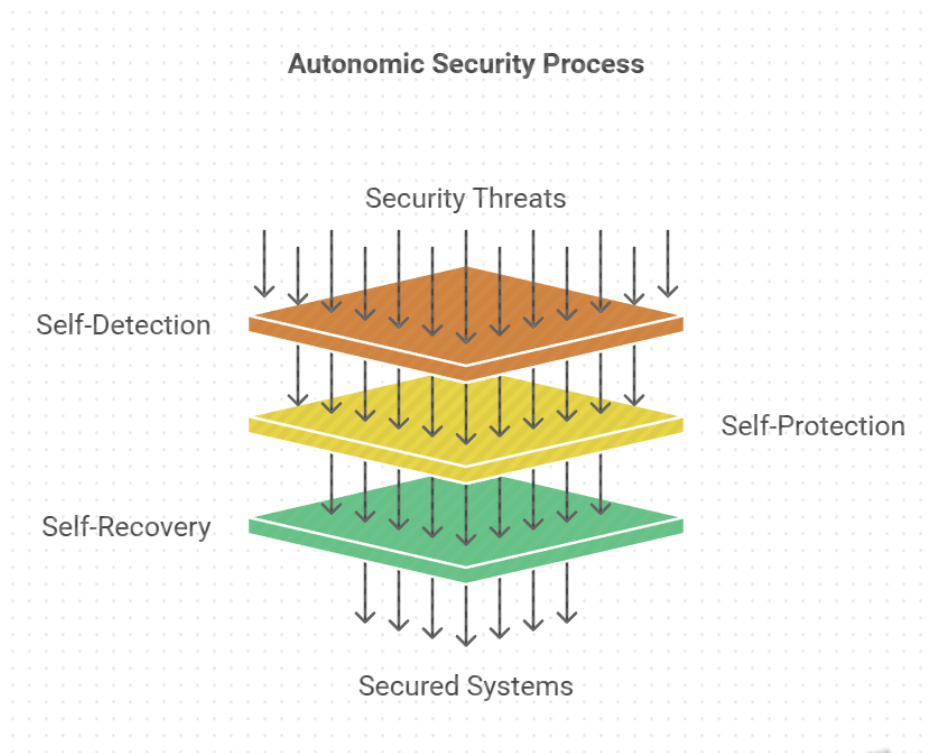 Autonomic Security Process
Security Threats
Self-Detection
Self-Protection
Self-Recovery
Secured Systems